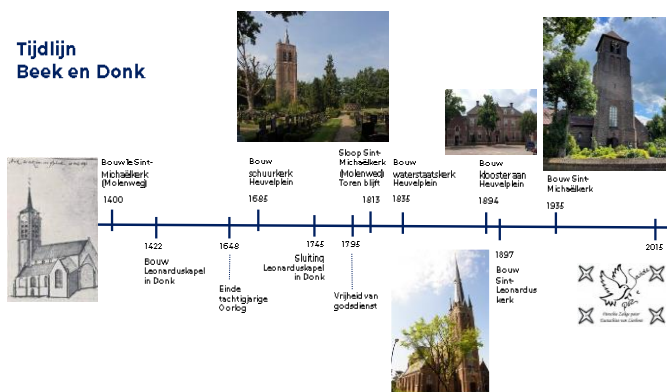 Tijdlijn
Beek en Donk
Bouw 1e Sint-
Michaëlkerk
(Molenweg)
1400
Bouw
schuurkerk
Heuvelplein
1685
Sloop Sint-
Michaëlkerk
(Molenweg)
Toren blijft
1813
Bouw
waterstaatskerk
Heuvelplein
1835
Bouw
klooster aan
Heuvelplein
1894
Bouw Sint-
Michaëlkerk
1935
1422
Bouw
Leonarduskapel
in Donk
1648
Einde
tachtigjarige
Oorlog
1745
Sluiting
Leonarduskapel
in Donk
1795
Vrijheid van
godsdienst
1897
Bouw
Sint-
Leonardus
kerk
2015